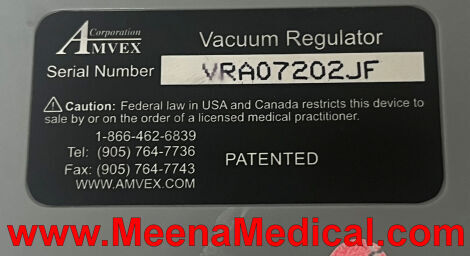 Corporation
AMVEX
Vacuum Regulator
Serial Number VRA07202JF
Caution: Federal law in USA and Canada restricts this device to
sale by or on the order of a licensed medical practitioner.
1-866-462-6839
Tel: (905) 764-7736
Fax: (905) 764-7743
WWW.AMVEX.COM
PATENTED
www.MeenaMedical.com